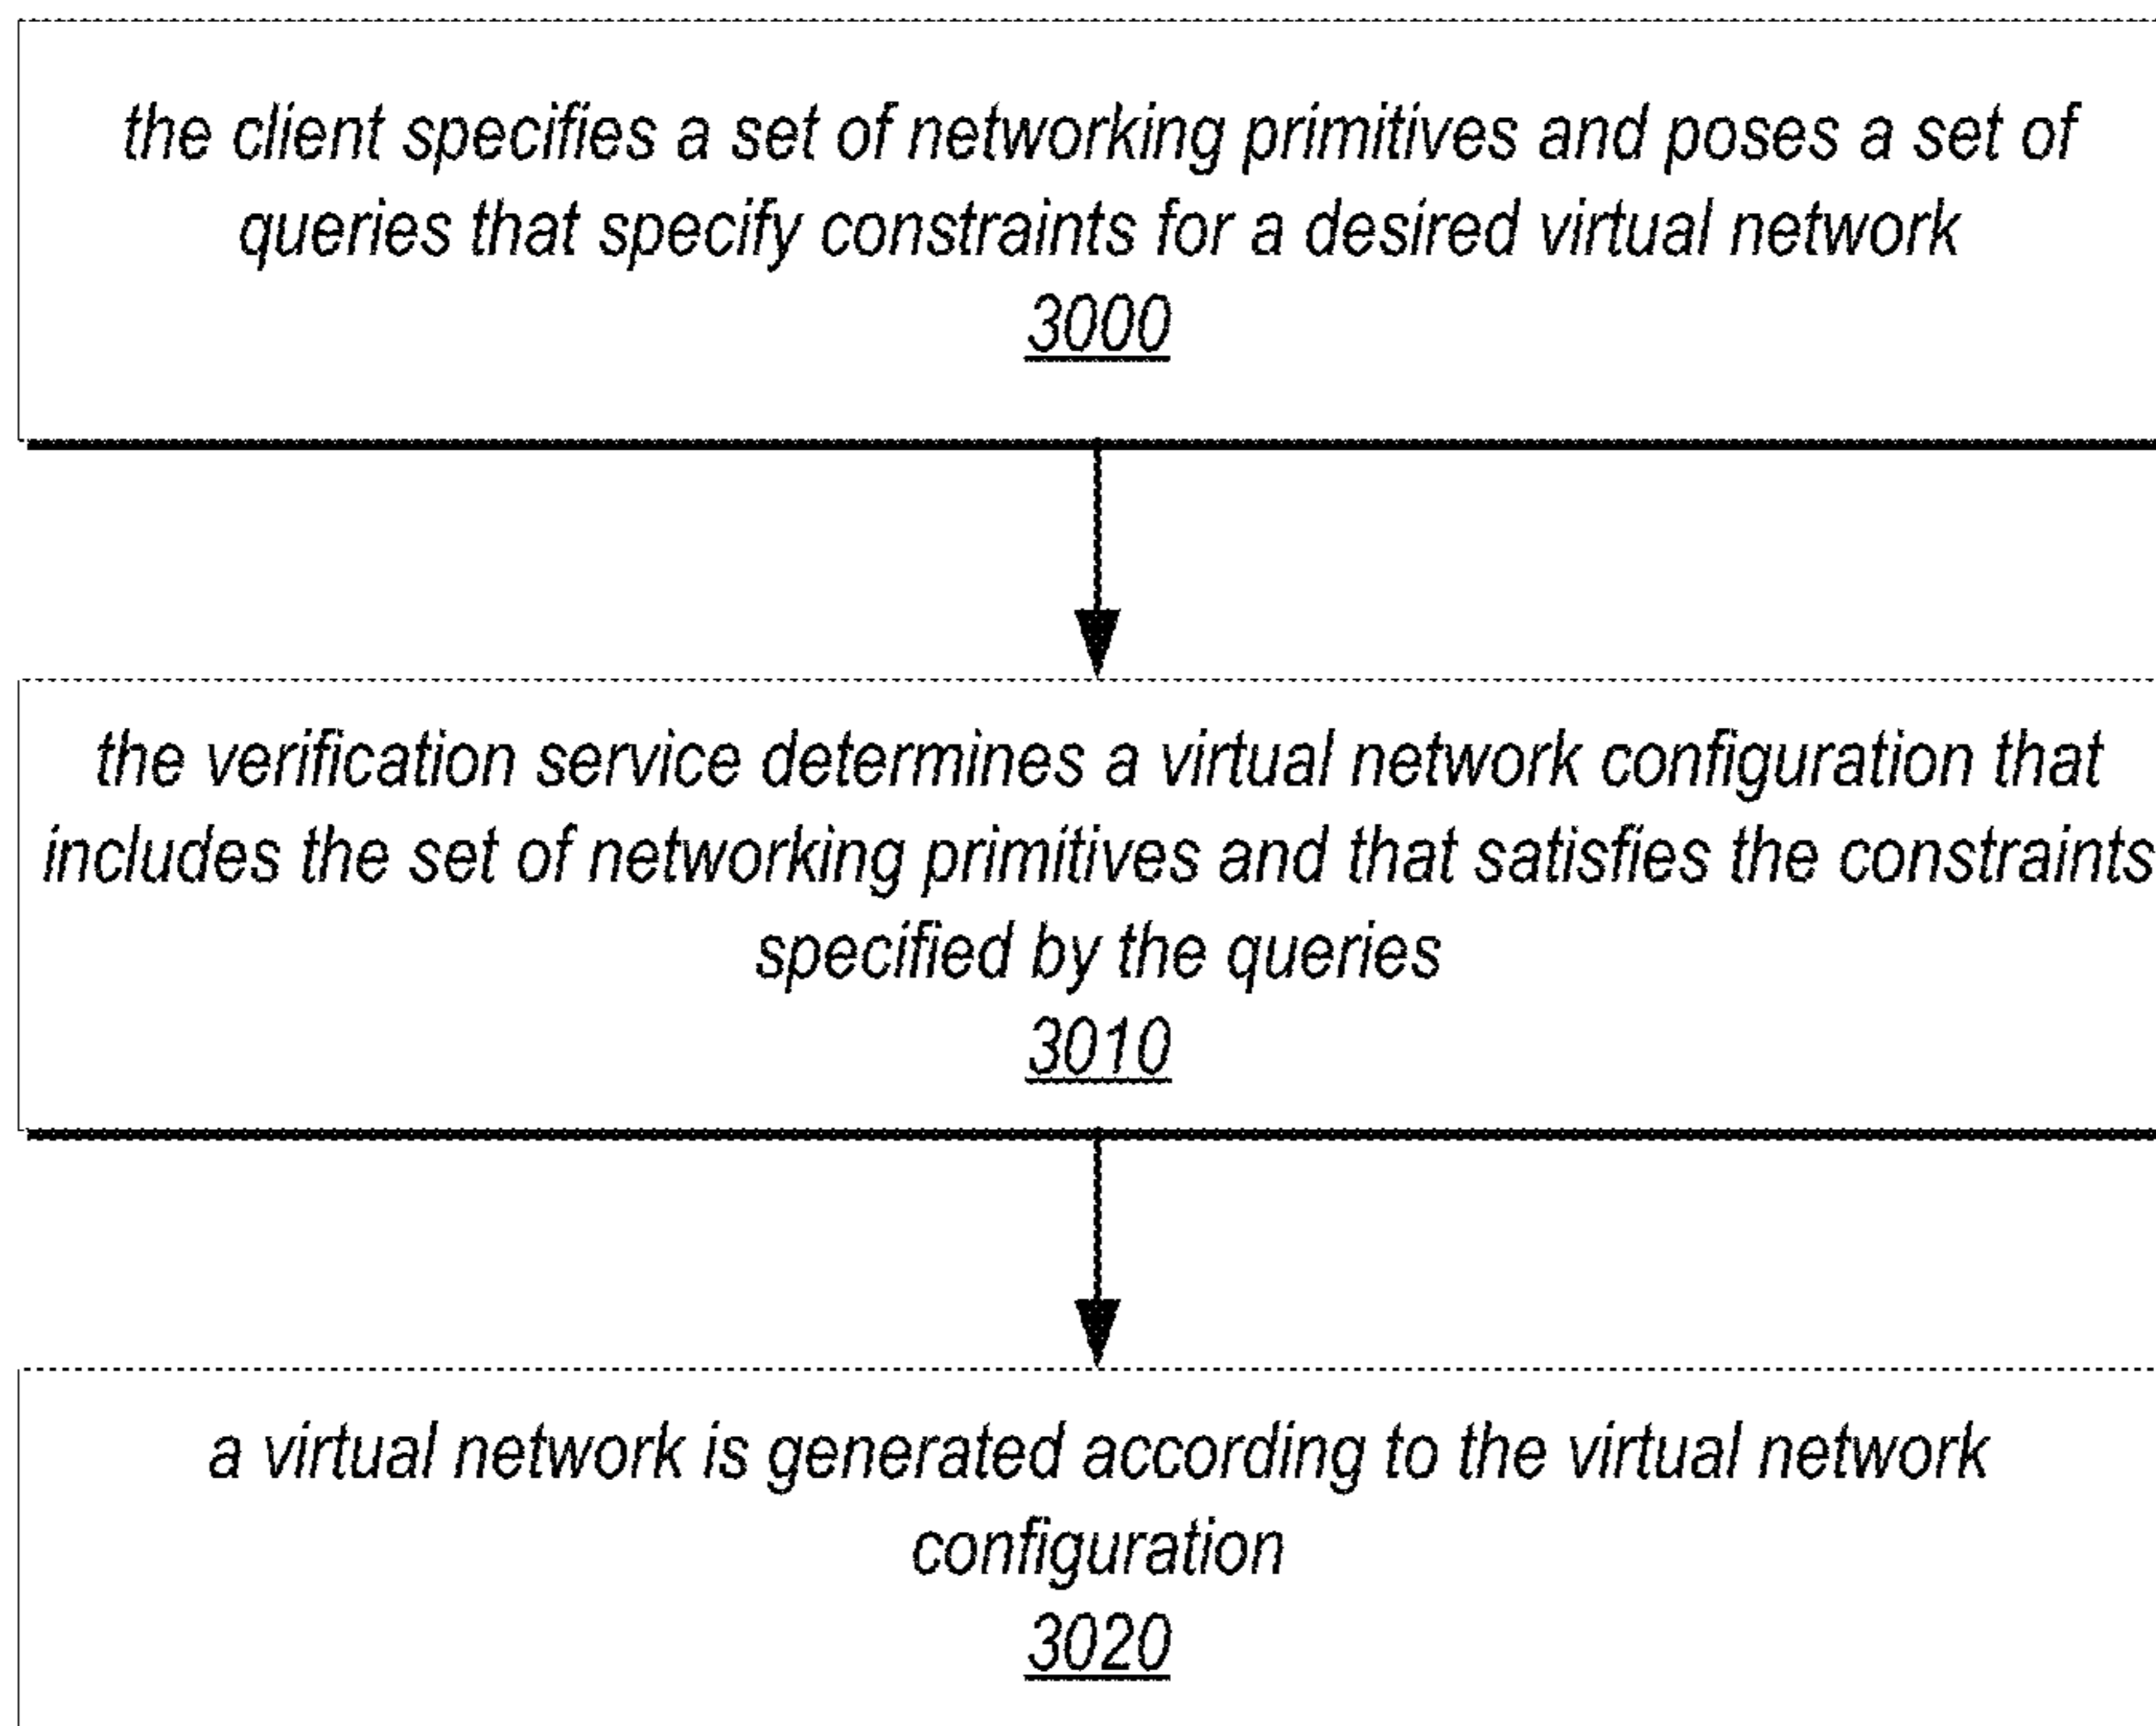 the client specifies a set of networking primitives and poses a set of
queries that specify constraints for a desired virtual network
3000
the verification service determines a virtual network configuration that
includes the set of networking primitives and that satisfies the constraints
specified by the queries
3010
a virtual network is generated according to the virtual network
configuration
3020